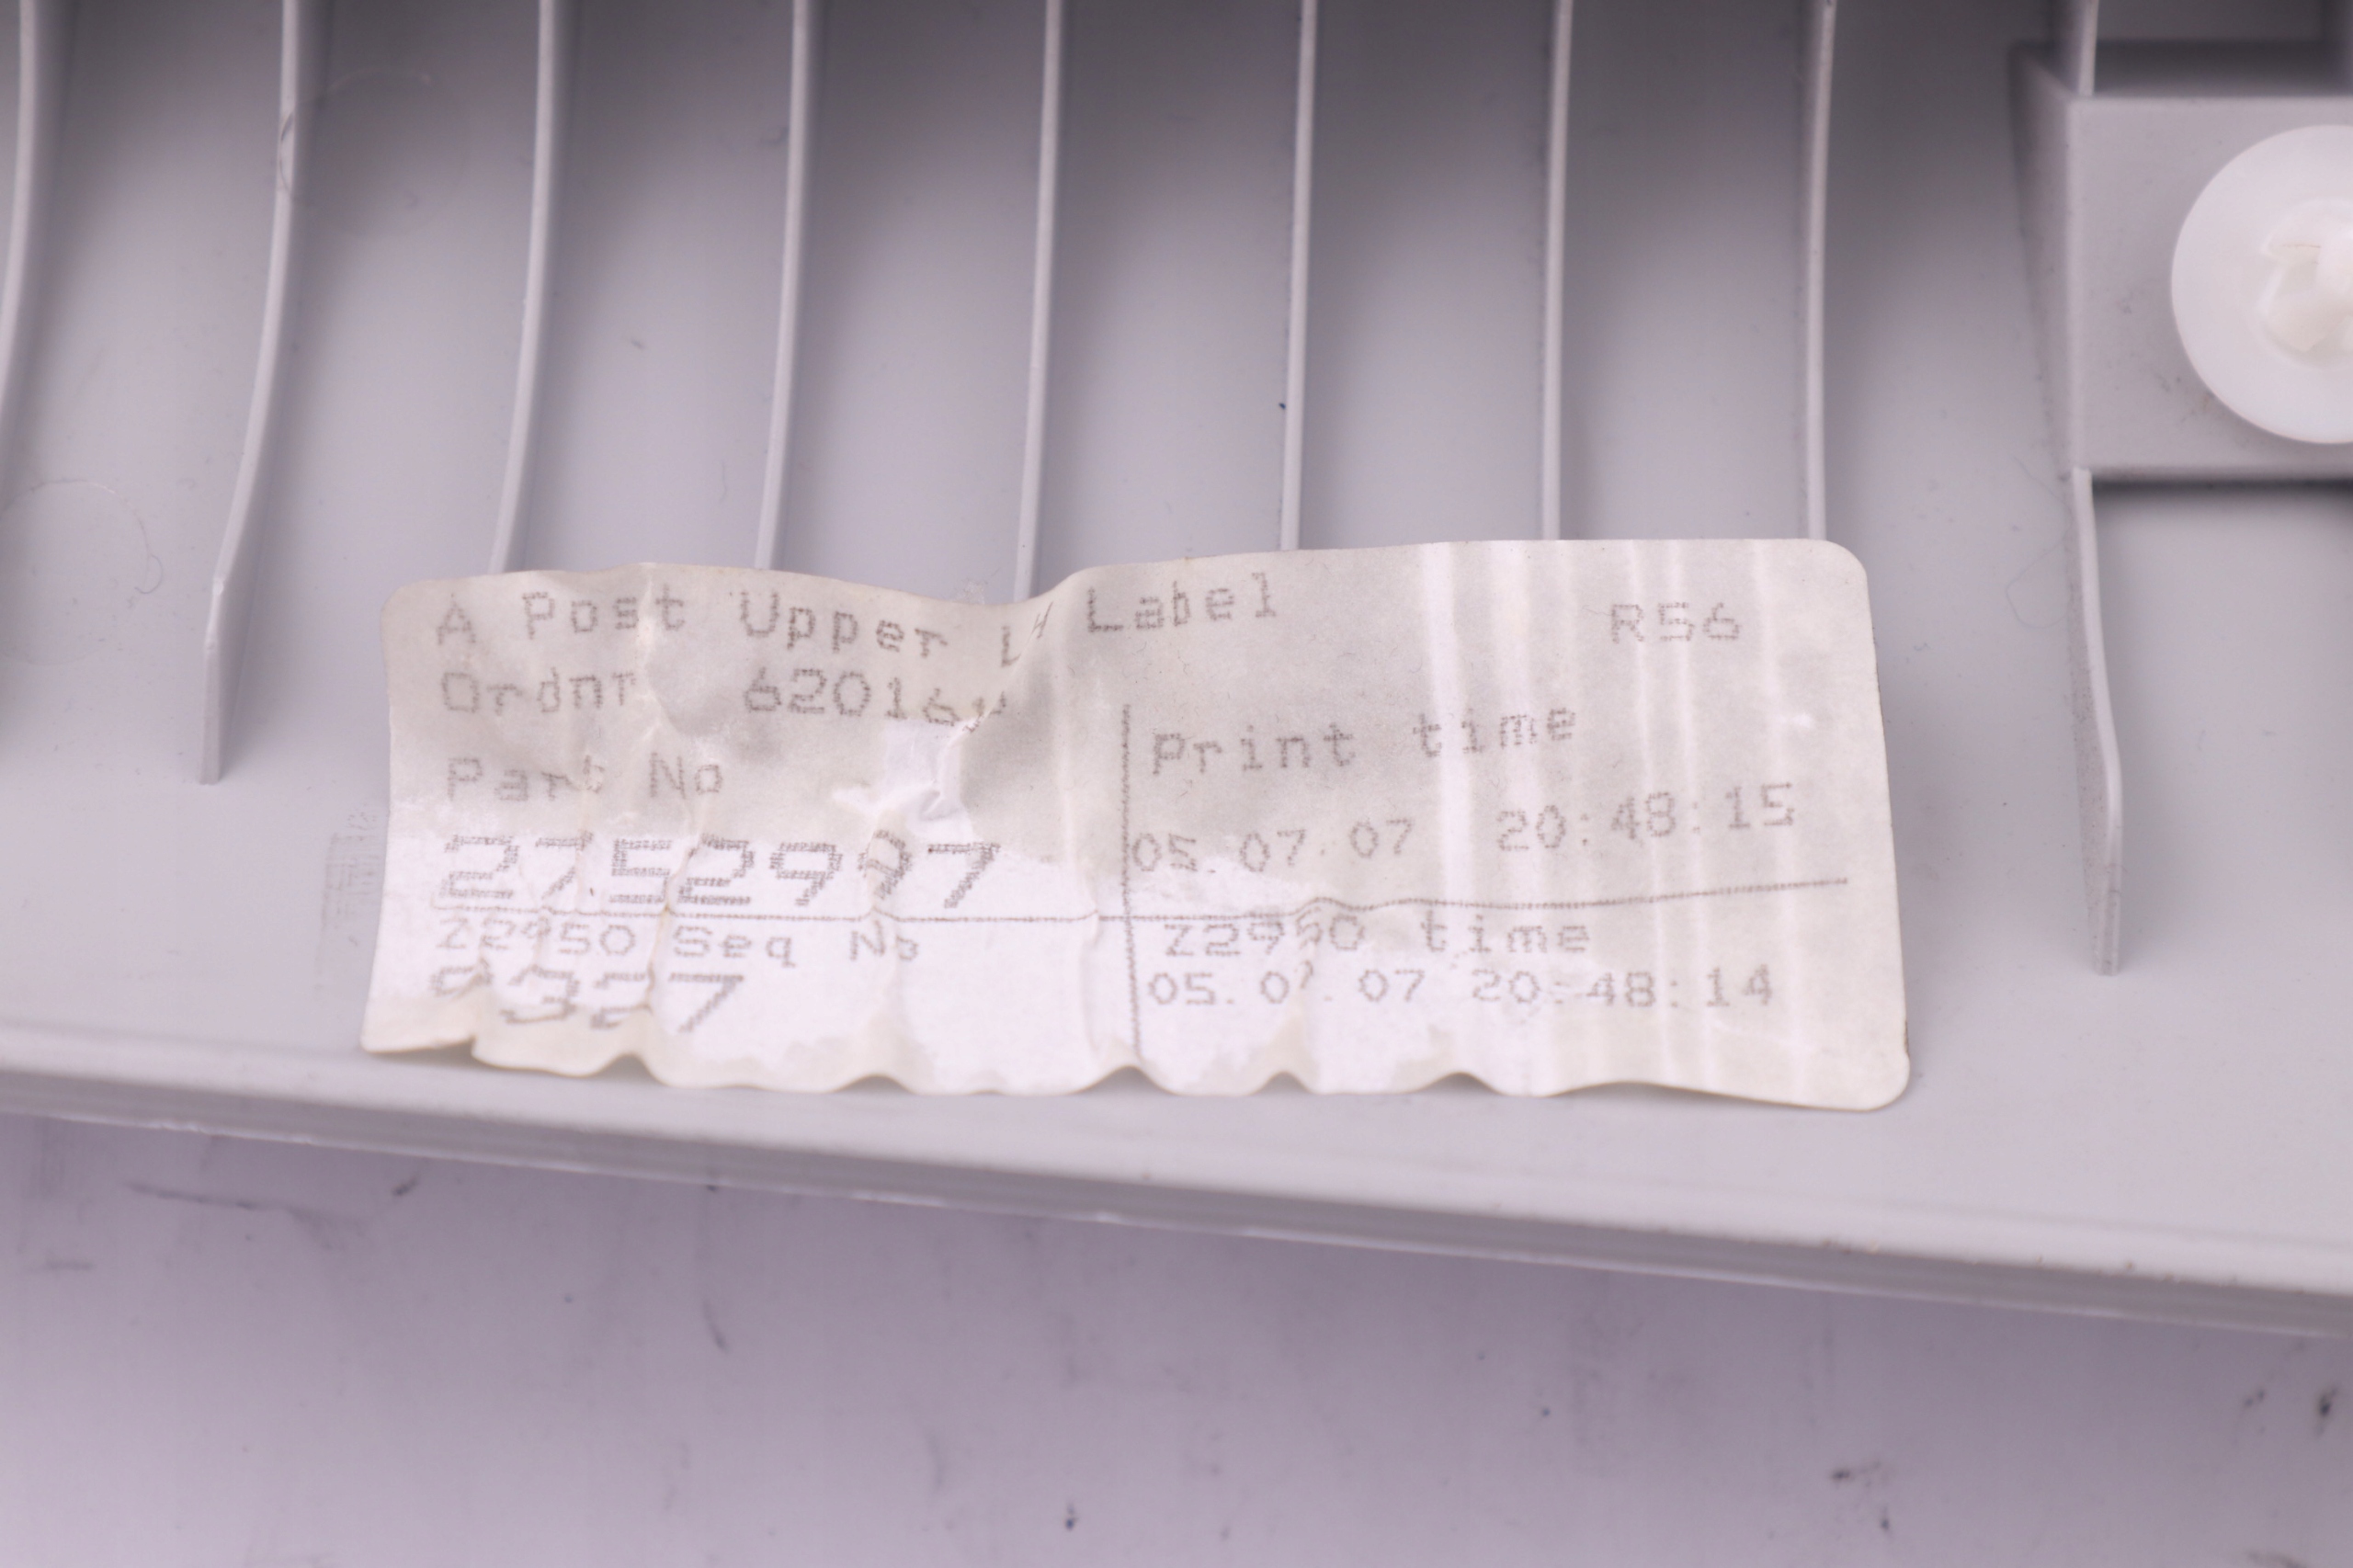 A Post Upper LH Label R56
Ordnr
Part No Print time
2752997 05.07.07 20:48:15
Z2950 Seq No Z2950 time
05.07.07 20:48:14